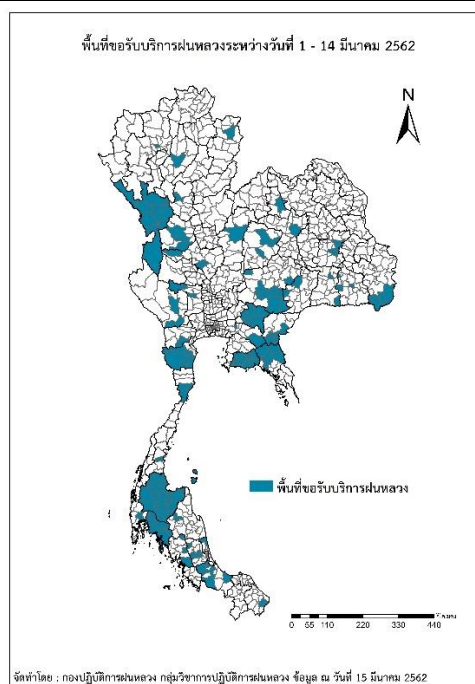 พื้นที่ขอรับบริการฝนหลวงระหว่างวันที่ 1 - 14 มีนาคม 2562
N
พื้นที่ขอรับบริการฝนหลวง
0 55 110 220 330 440
จัดทำโดย : กองปฏิบัติการฝนหลวง กลุ่มวิชาการปฏิบัติการฝนหลวง ข้อมูล ณ วันที่ 15 มีนาคม 2562